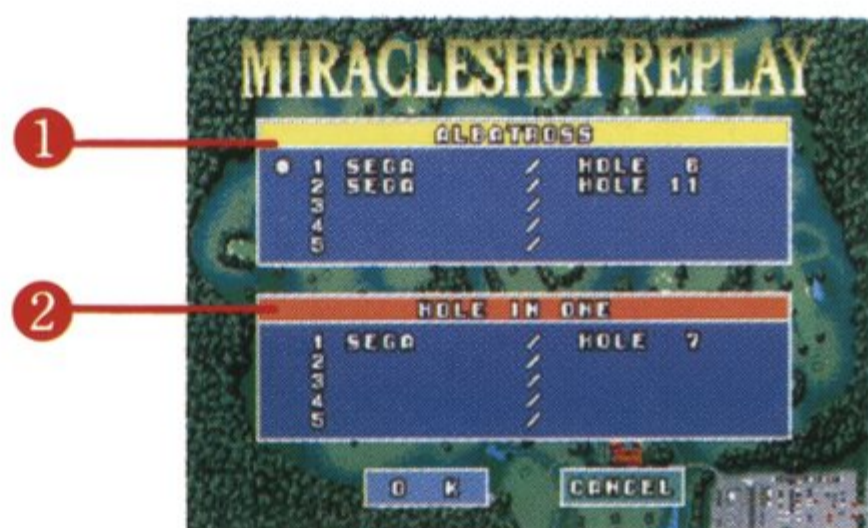 MIRACLESHOT REPLAY
1
ALBATROSS
1 SEGA / HOLE 6
2 SEGA / HOLE 11
3 /
4 /
5 /
2
HOLE IN ONE
1 SEGA / HOLE 7
2 /
3 /
4 /
5 /
OK CANCEL